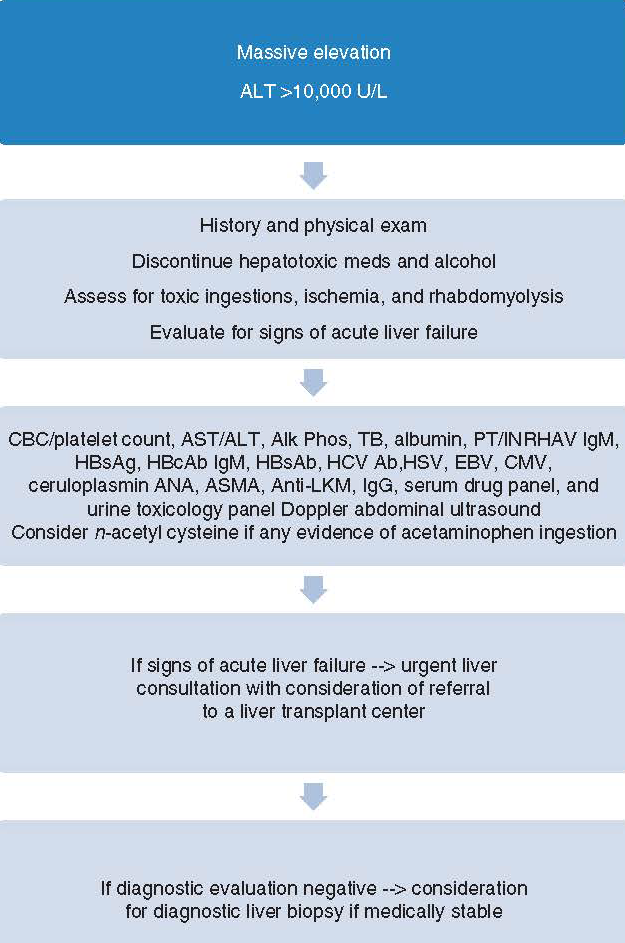 Massive elevation
ALT >10,000 U/L
History and physical exam
Discontinue hepatotoxic meds and alcohol
Assess for toxic ingestions, ischemia, and rhabdomyolysis
Evaluate for signs of acute liver failure
CBC/platelet count, AST/ALT, Alk Phos, TB, albumin, PT/INRHAV IgM,
HBsAg, HBcAb IgM, HBsAb, HCV Ab,HSV, EBV, CMV,
ceruloplasmin ANA, ASMA, Anti-LKM, IgG, serum drug panel, and
urine toxicology panel Doppler abdominal ultrasound
Consider n-acetyl cysteine if any evidence of acetaminophen ingestion
If signs of acute liver failure --> urgent liver
consultation with consideration of referral
to a liver transplant center
If diagnostic evaluation negative --> consideration
for diagnostic liver biopsy if medically stable